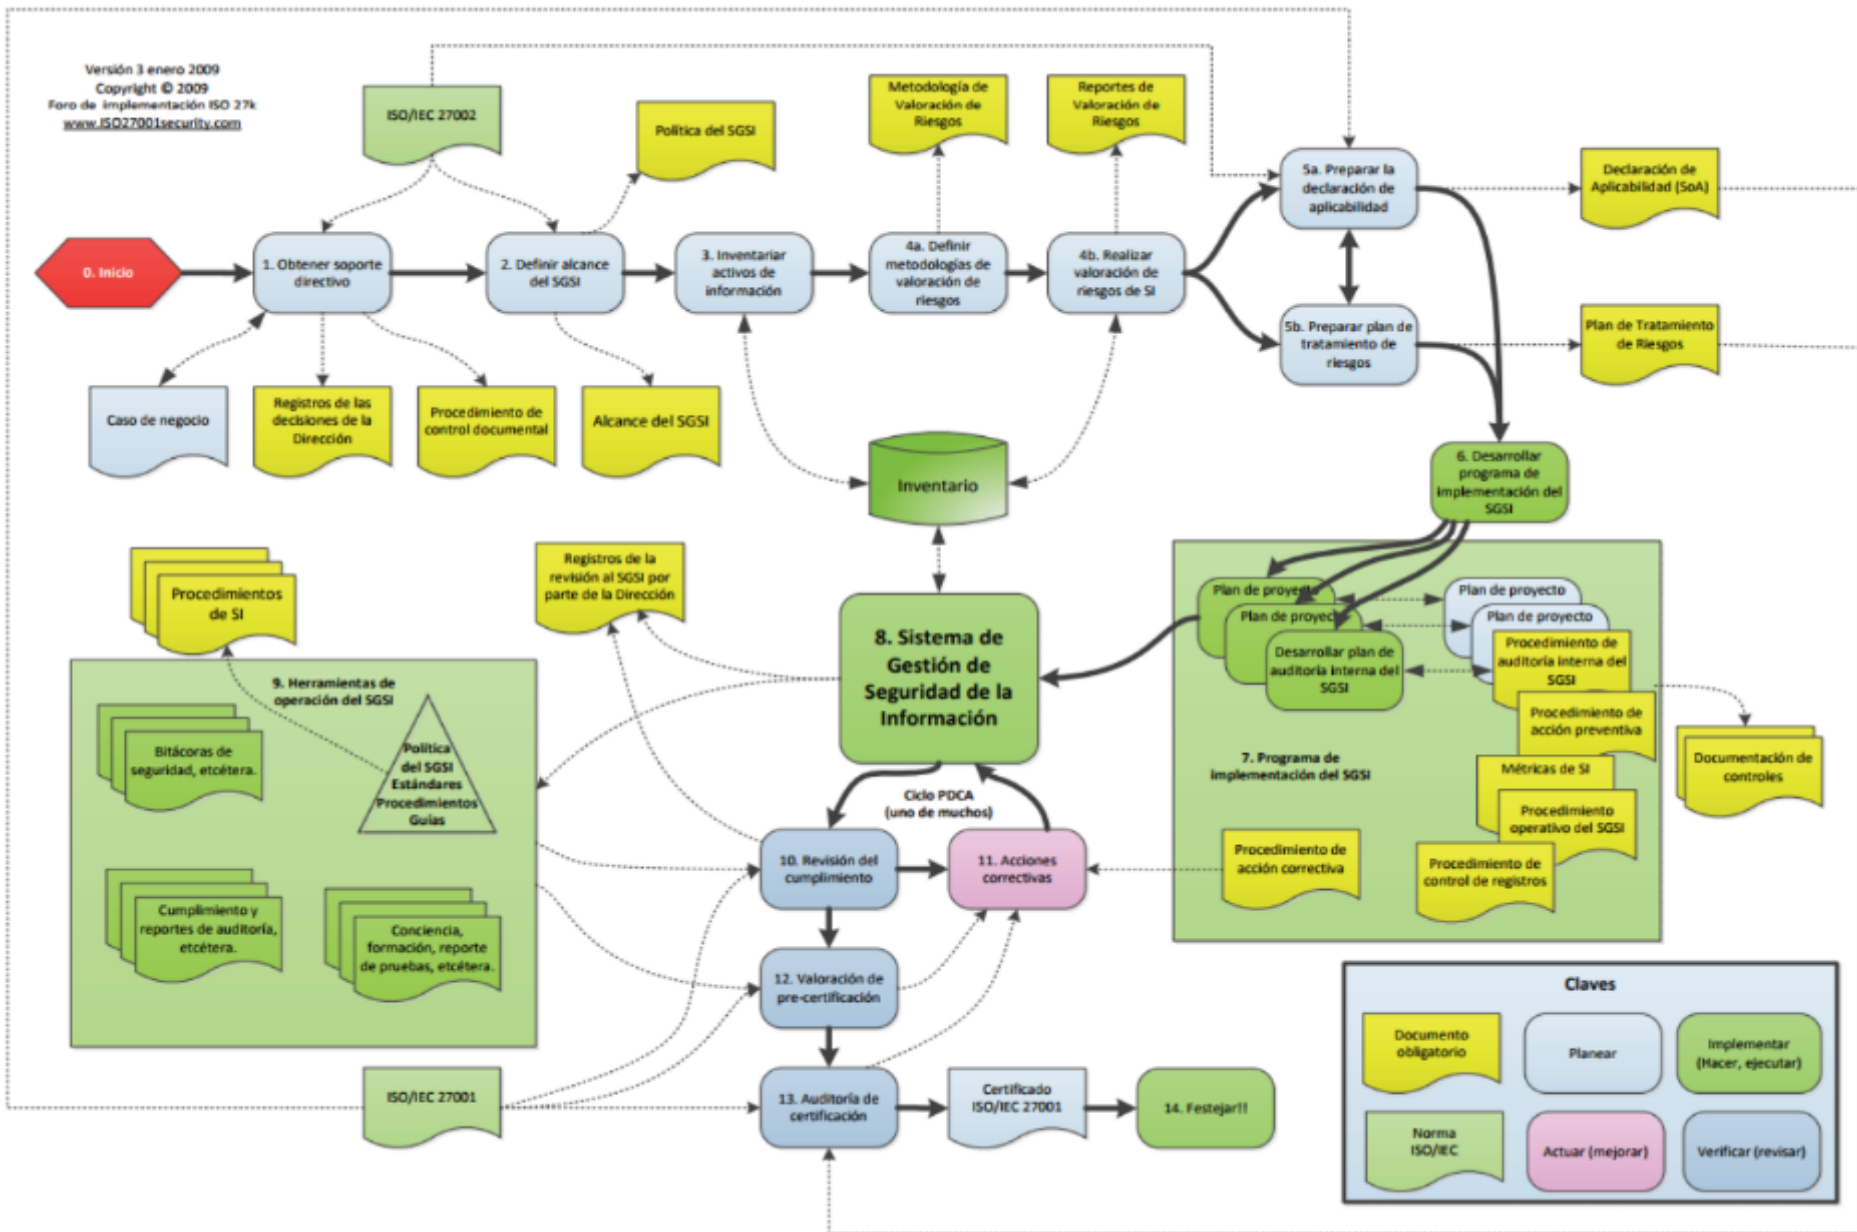 Versión 3 enero 2009
Copyright © 2009
Foro de implementación ISO 27k
www.ISO27001security.com
ISO/IEC 27002
Política del SGSI
Metodología de
Valoración de
Riesgos
Reportes de
Valoración de
Riesgos
5a. Preparar la
declaración de
aplicabilidad
Declaración de
Aplicabilidad (SoA)
0. Inicio
1. Obtener soporte
directivo
2. Definir alcance
del SGSI
3. Inventariar
activos de
información
4a. Definir
metodologías de
valoración de
riesgos
4b. Realizar
valoración de
riesgos de SI
5b. Preparar plan de
tratamiento de
riesgos
Plan de Tratamiento
de Riesgos
Caso de negocio
Registros de las
decisiones de la
Dirección
Procedimiento de
control documental
Alcance del SGSI
Inventario
6. Desarrollar
programa de
implementación del
SGSI
Procedimientos
de SI
Registros de la
revisión al SGSI por
parte de la Dirección
8. Sistema de
Gestión de
Seguridad de la
Información
Plan de proyecto
Plan de proyecto
Desarrollar plan de
auditoría interna del
SGSI
Plan de proyecto
Plan de proyecto
Procedimiento de
auditoría interna del
SGSI
Procedimiento de
acción preventiva
7. Programa de
implementación del SGSI
Métricas de SI
Procedimiento
operativo del SGSI
Documentación de
controles
Procedimiento de
acción correctiva
Procedimiento de
control de registros
9. Herramientas de
operación del SGSI
Política
del SGSI
Estándares
Procedimientos
Guías
Bitácoras de
seguridad, etcétera.
Cumplimiento y
reportes de auditoría,
etcétera.
Conciencia,
formación, reporte
de pruebas, etcétera.
Ciclo PDCA
(uno de muchos)
10. Revisión del
cumplimiento
11. Acciones
correctivas
12. Valoración de
pre-certificación
ISO/IEC 27001
13. Auditoría de
certificación
Certificado
ISO/IEC 27001
14. Festejar!!
Claves
Documento
obligatorio
Planear
Implementar
(Hacer, ejecutar)
Norma
ISO/IEC
Actuar (mejorar)
Verificar (revisar)